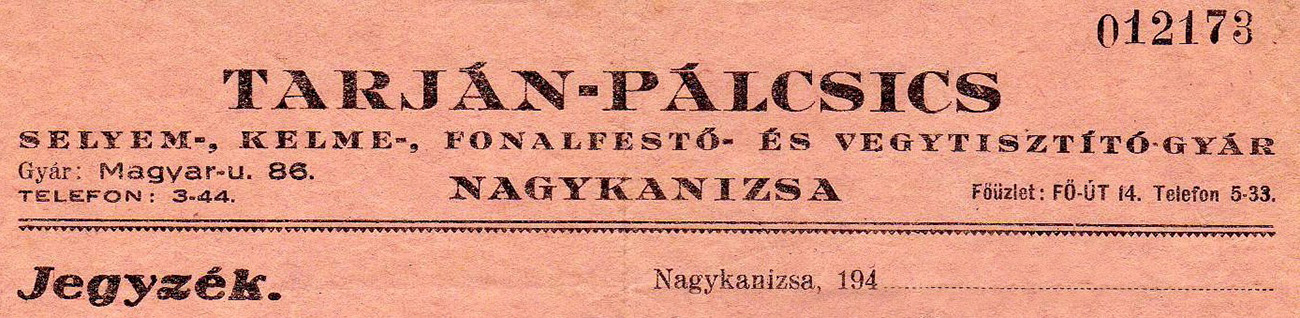 012173
TARJÁN-PÁLCSICS
SELYEM-, KELME-, FONALFESTŐ- ÉS VEGYTISZTÍTÓ-GYÁR
Gyár: Magyar-u. 86.
TELEFON: 3-44.
NAGYKANIZSA
Főüzlet: FŐ-ÚT 14. Telefon 5-33.
Jegyzék.
Nagykanizsa, 194